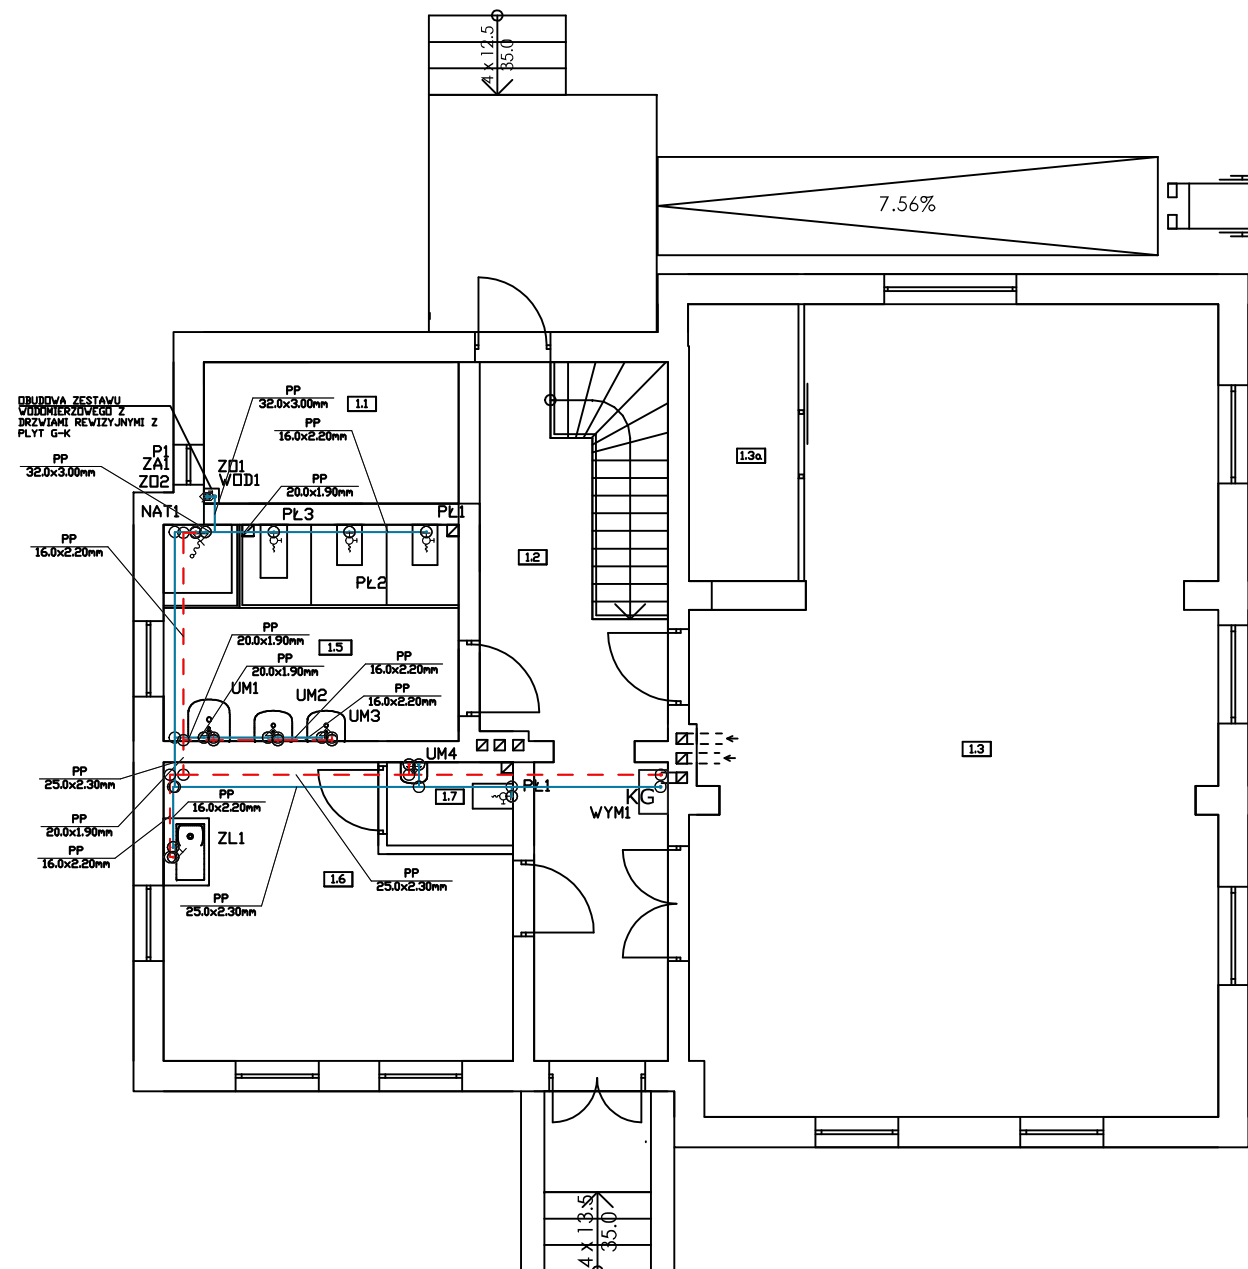 4 x 12.5
35.0
7.56%
OBUDOWA ZESTAWU
WODOMIERZOWEGO Z
DRZWIAMI REWIZYJNYMI Z
PLYT G-K
PP
32.0x3.00mm
1.1
PP
16.0x2.20mm
P1
ZA1
ZO2
PP
32.0x3.00mm
ZO1
WOD1
PP
20.0x1.90mm
1.3a
NAT1
PŁ3
PŁ1
PP
16.0x2.20mm
1.2
PŁ2
PP
20.0x1.90mm
1.5
PP
20.0x1.90mm
PP
16.0x2.20mm
UM1
UM2
PP
16.0x2.20mm
UM3
1.3
UM4
PP
25.0x2.30mm
PP
16.0x2.20mm
1.7
PŁ1
KG
WYM1
PP
20.0x1.90mm
ZL1
PP
16.0x2.20mm
1.6
PP
25.0x2.30mm
PP
25.0x2.30mm
4 x 13.5
35.0